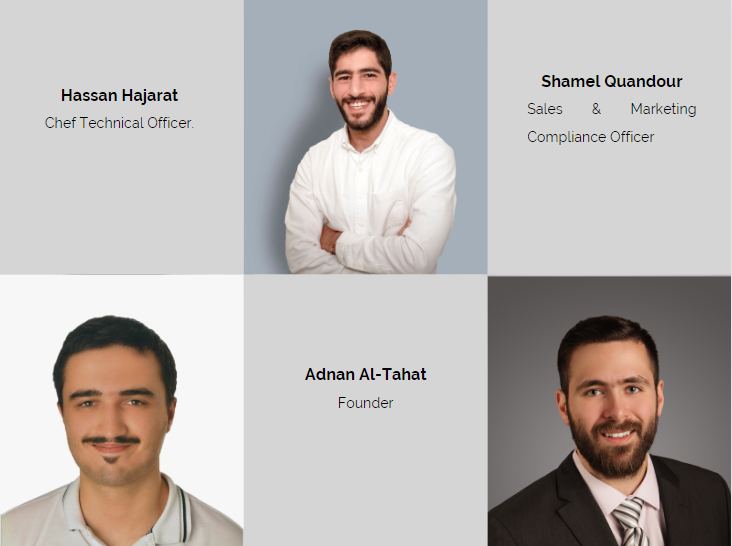 Hassan Hajarat
Chef Technical Officer.
Shamel Quandour
Sales & Marketing
Compliance Officer
Adnan Al-Tahat
Founder